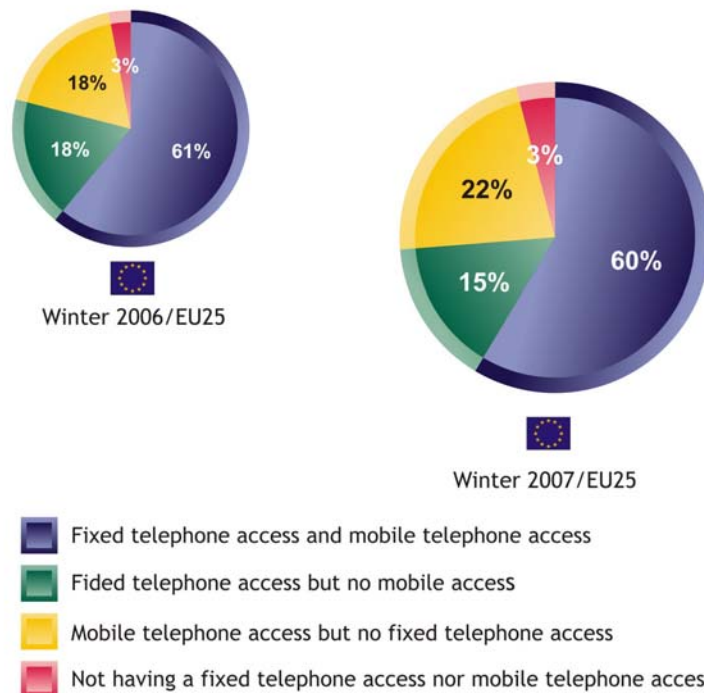 3%
18%
18%
61%
Winter 2006/EU25
3%
22%
15%
60%
Winter 2007/EU25
Fixed telephone access and mobile telephone access
Fided telephone access but no mobile access
Mobile telephone access but no fixed telephone access
Not having a fixed telephone access nor mobile telephone acces